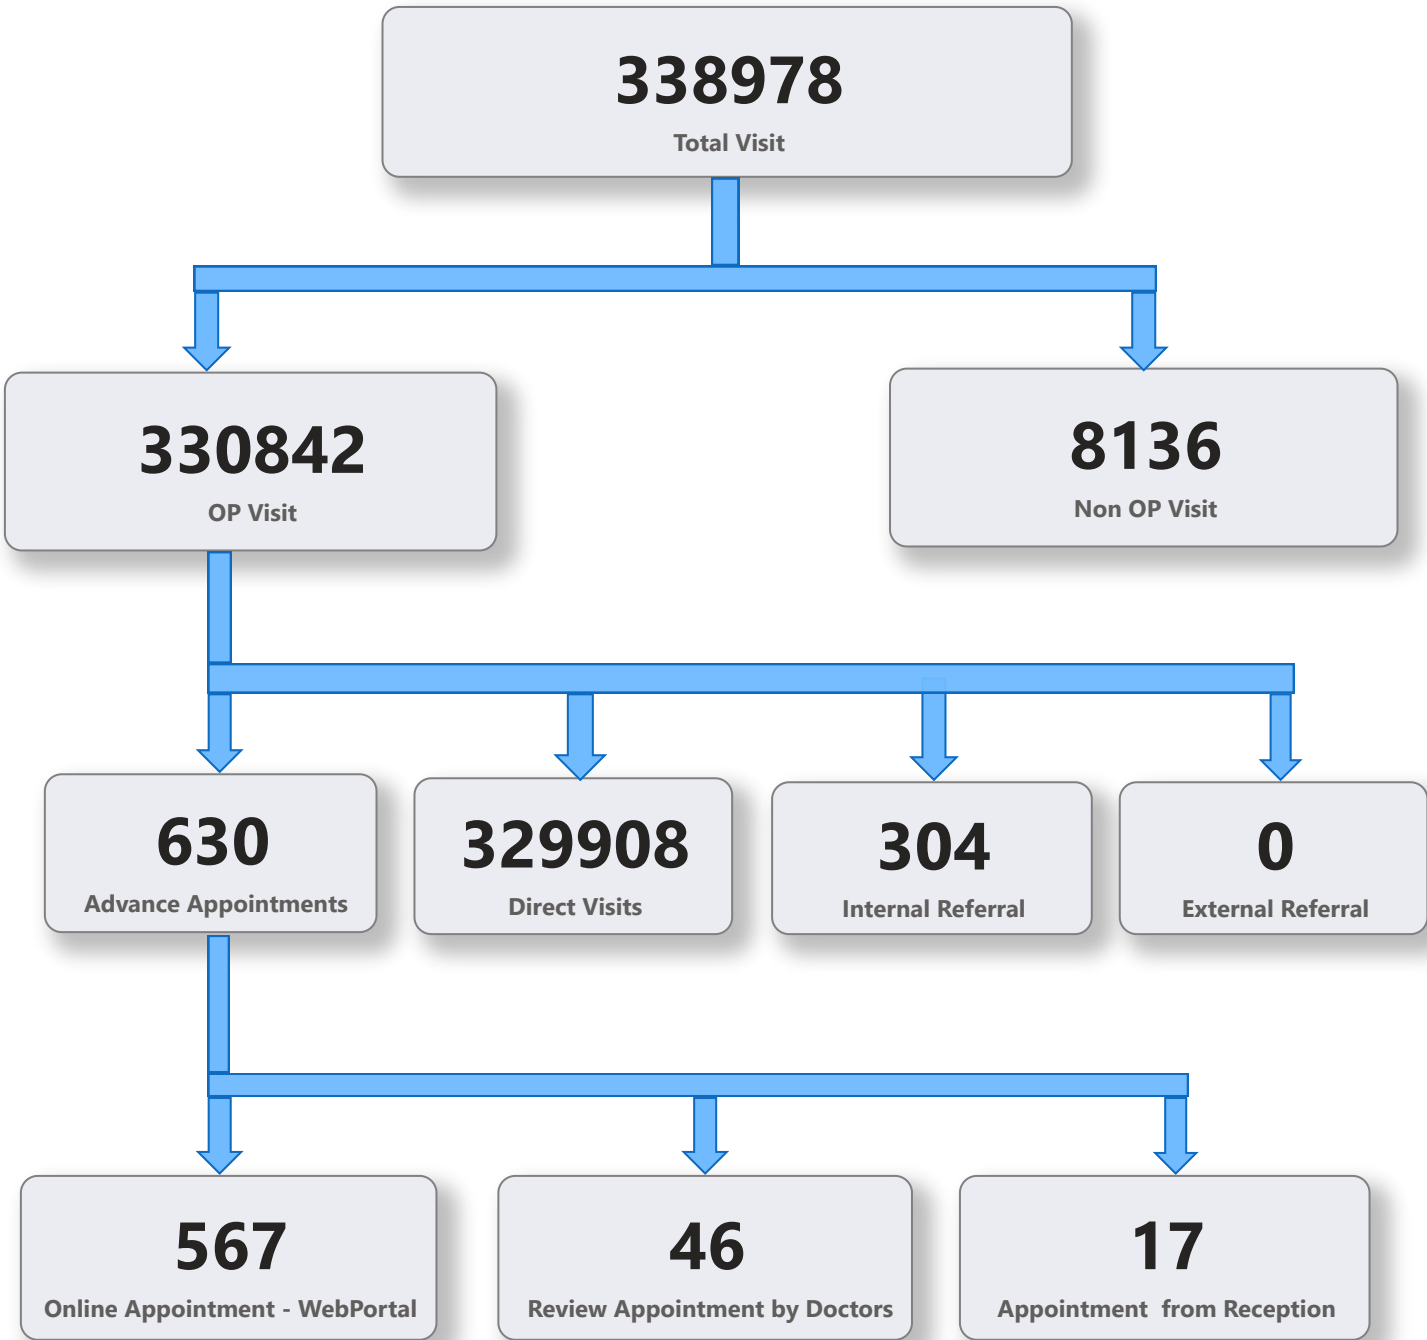 338978
Total Visit
330842
OP Visit
8136
Non OP Visit
630
Advance Appointments
329908
Direct Visits
304
Internal Referral
0
External Referral
567
Online Appointment - WebPortal
46
Review Appointment by Doctors
17
Appointment  from Reception